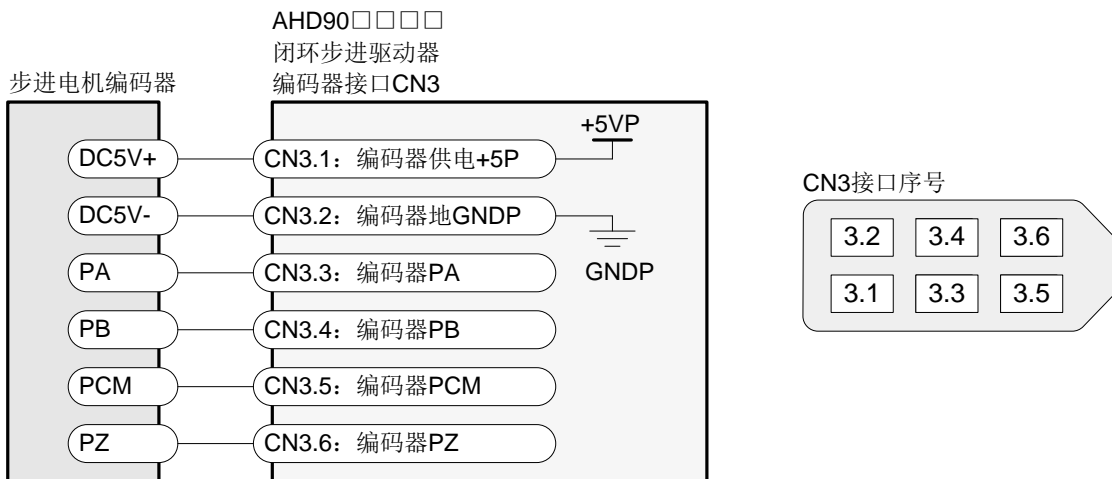 AHD90□□□□
闭环步进驱动器
步进电机编码器
编码器接口CN3
+5VP
DC5V+
CN3.1：编码器供电+5P
DC5V-
CN3.2：编码器地GNDP
GNDP
PA
CN3.3：编码器PA
PB
CN3.4：编码器PB
PCM
CN3.5：编码器PCM
PZ
CN3.6：编码器PZ
CN3接口序号
3.2 3.4 3.6
3.1 3.3 3.5